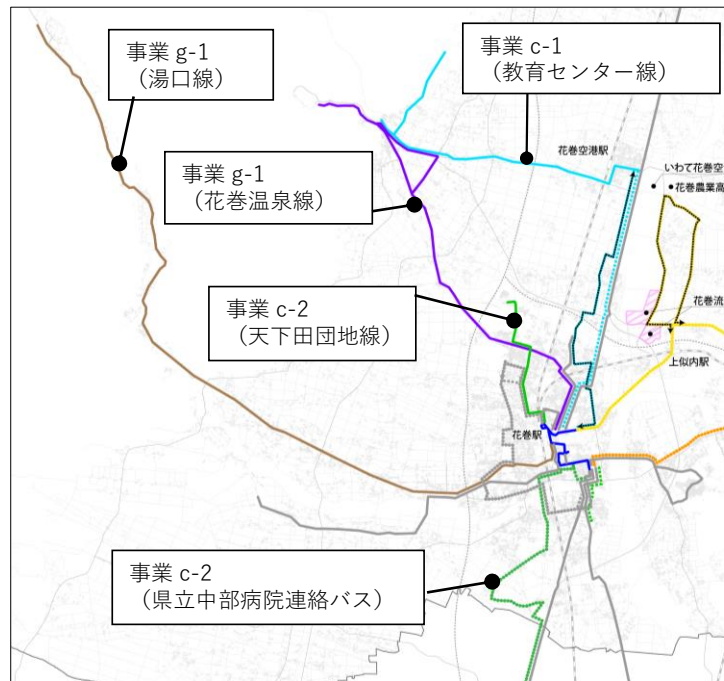 事業 g-1
（湯口線）
事業 c-1
（教育センター線）
花巻空港駅
いわて花巻空
花巻農業高
事業 g-1
（花巻温泉線）
事業 c-2
（天下田団地線）
花巻流
上似内駅
花巻駅
事業 c-2
（県立中部病院連絡バス）